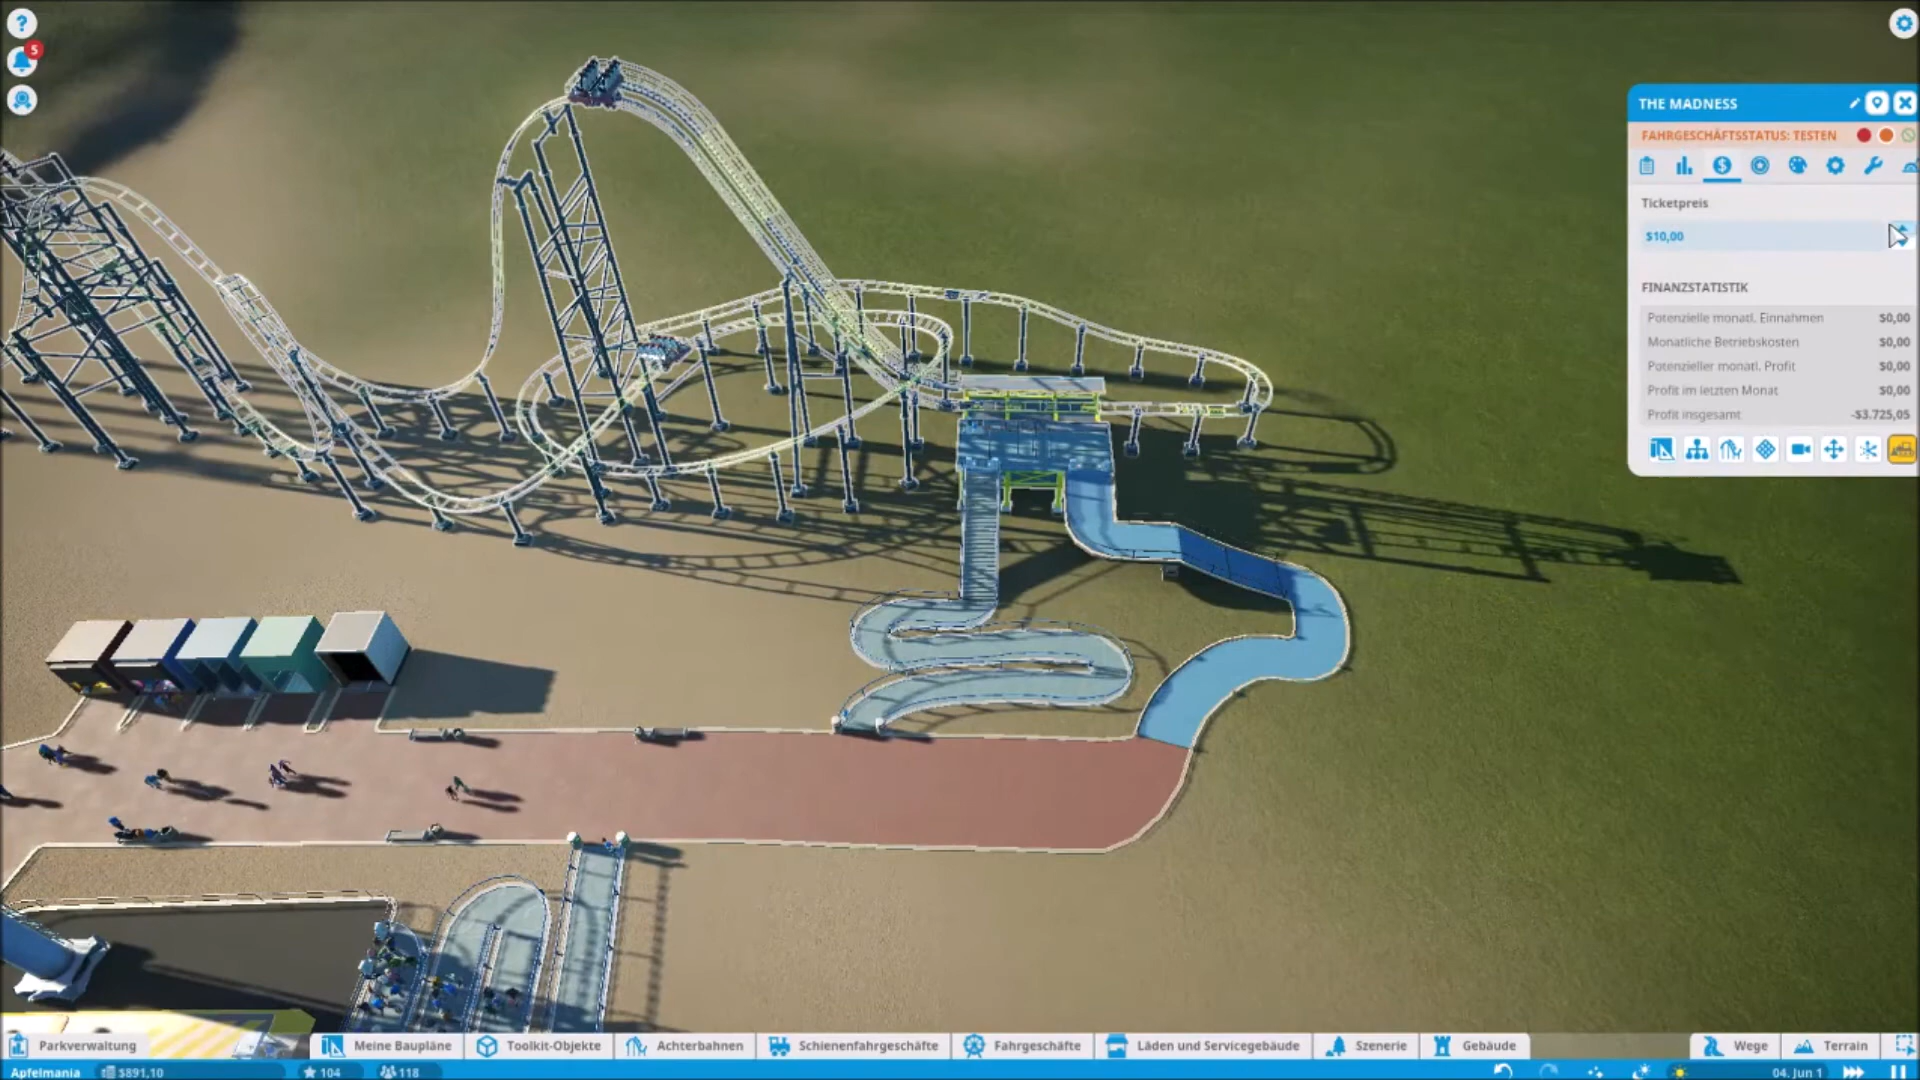 ?
5
THE MADNESS
FAHRGESCHÄFTSSTATUS: TESTEN
Ticketpreis
$10,00
FINANZSTATISTIK
Potenzielle monatl. Einnahmen $0,00
Monatliche Betriebskosten $0,00
Potenzieller monatl. Profit $0,00
Profit im letzten Monat $0,00
Profit insgesamt -$3.725,05
Parkverwaltung Meine Baupläne Toolkit-Objekte Achterbahnen Schienenfahrgeschäfte Fahrgeschäfte Läden und Servicegebäude Szenerie Gebäude Wege Terrain
Apfelmania $891,10 104 118 04. Jun 1